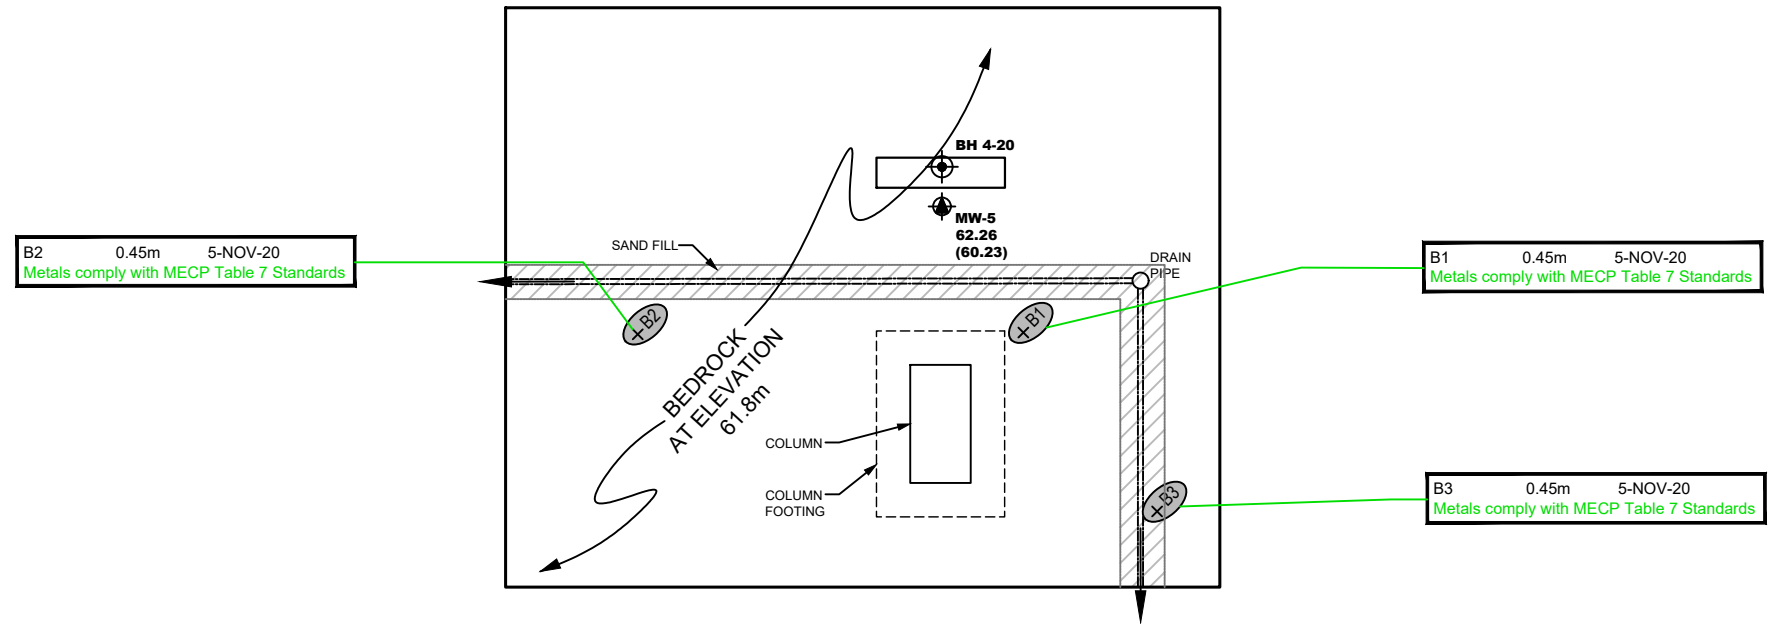 BH 4-20
MW-5
62.26
(60.23)
SAND FILL
DRAIN
PIPE
B2 0.45m 5-NOV-20
Metals comply with MECP Table 7 Standards
B1 0.45m 5-NOV-20
Metals comply with MECP Table 7 Standards
B2
B1
BEDROCK
AT ELEVATION
61.8m
COLUMN
COLUMN
FOOTING
B3
B3 0.45m 5-NOV-20
Metals comply with MECP Table 7 Standards